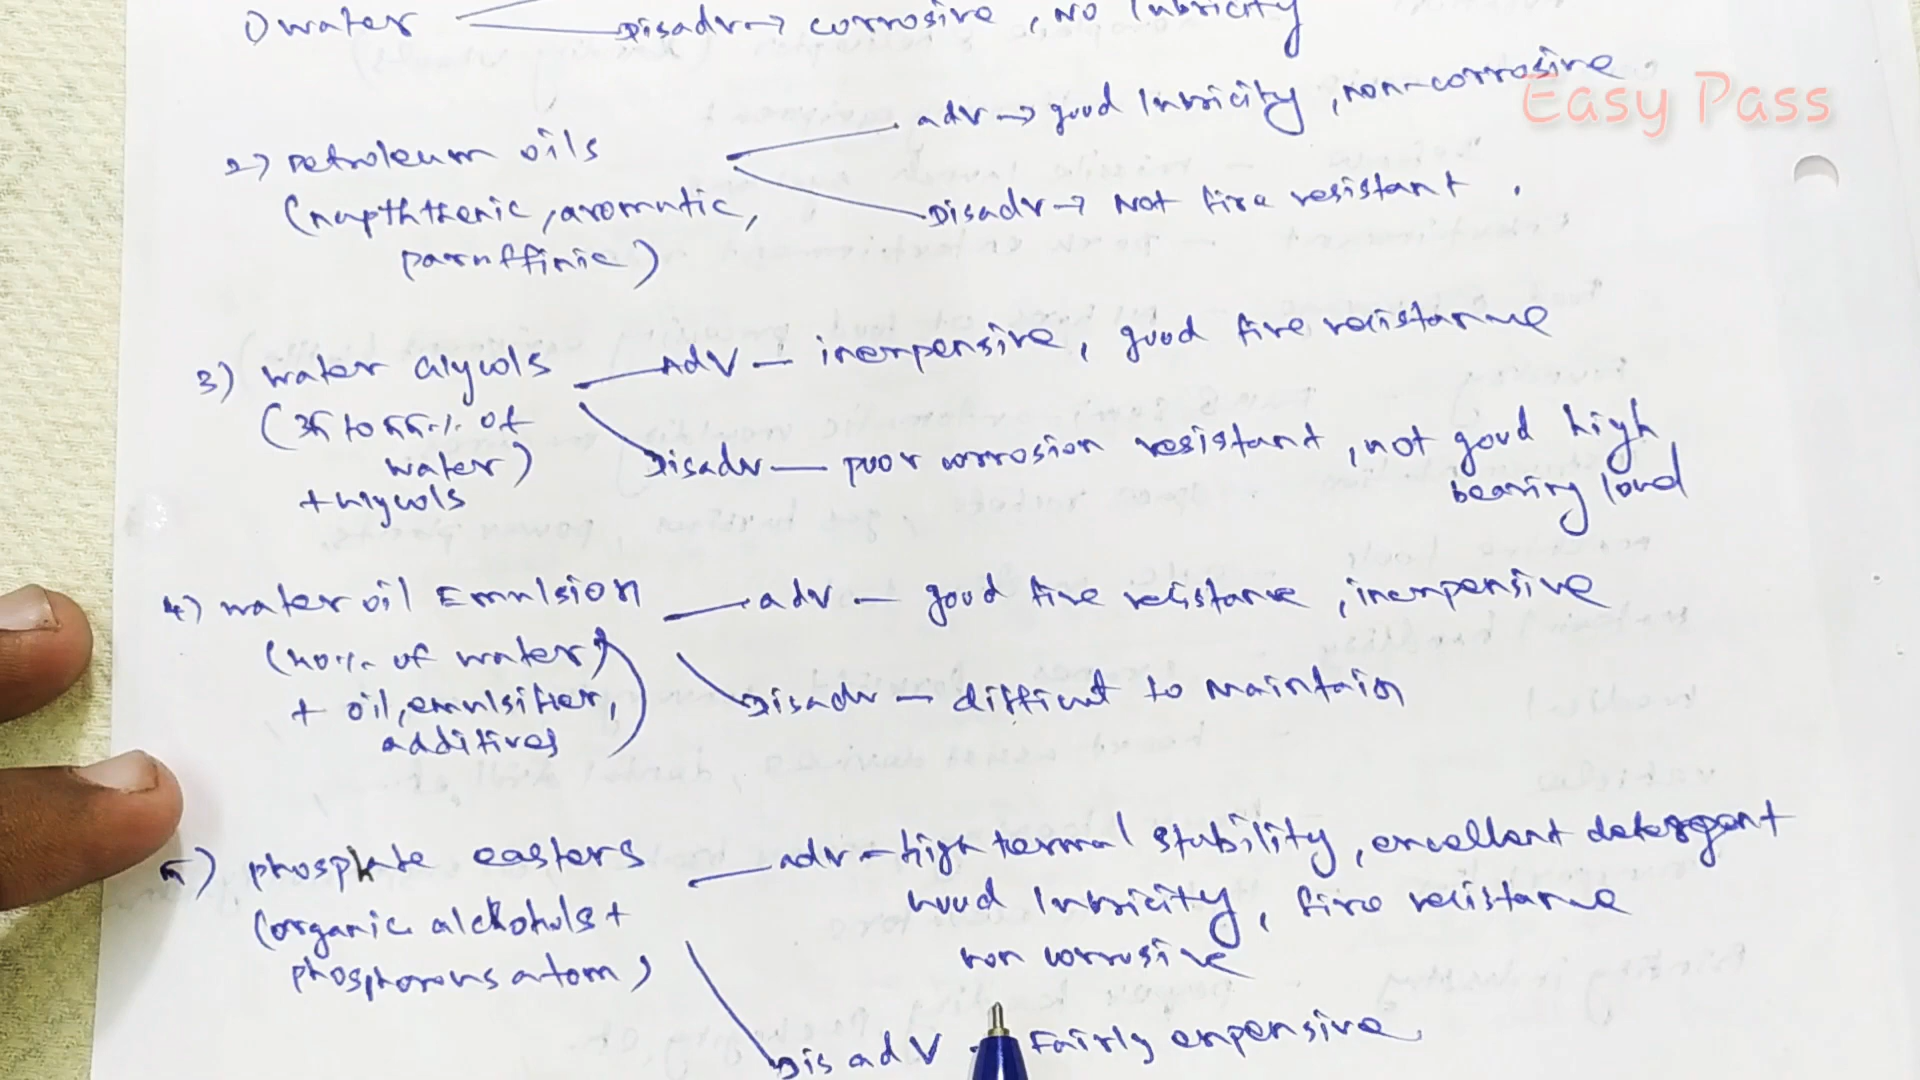 1) water Disadv → corrosive, No lubricity
Easy Pass
2) petroleum oils adv → good lubricity, non-corrosive
(napththenic, aromatic, Disadv → Not fire resistant.
paraffinic)
3) water glycols Adv — inexpensive, good fire resistance
(35 to 55% of
water) Disadv — poor corrosion resistant, not good high
+ glycols bearing load
4) water oil Emulsion adv — good fire resistance, inexpensive
(40% of water)
+ oil, emulsifier, Disadv — difficult to maintain
additives
5) phosphate easters adv - high termal stability, excellent detergent
(organic alckohols + Good lubricity, fire resistance
phosphorous atom) non corrosive
Disadv - Fairly expensive